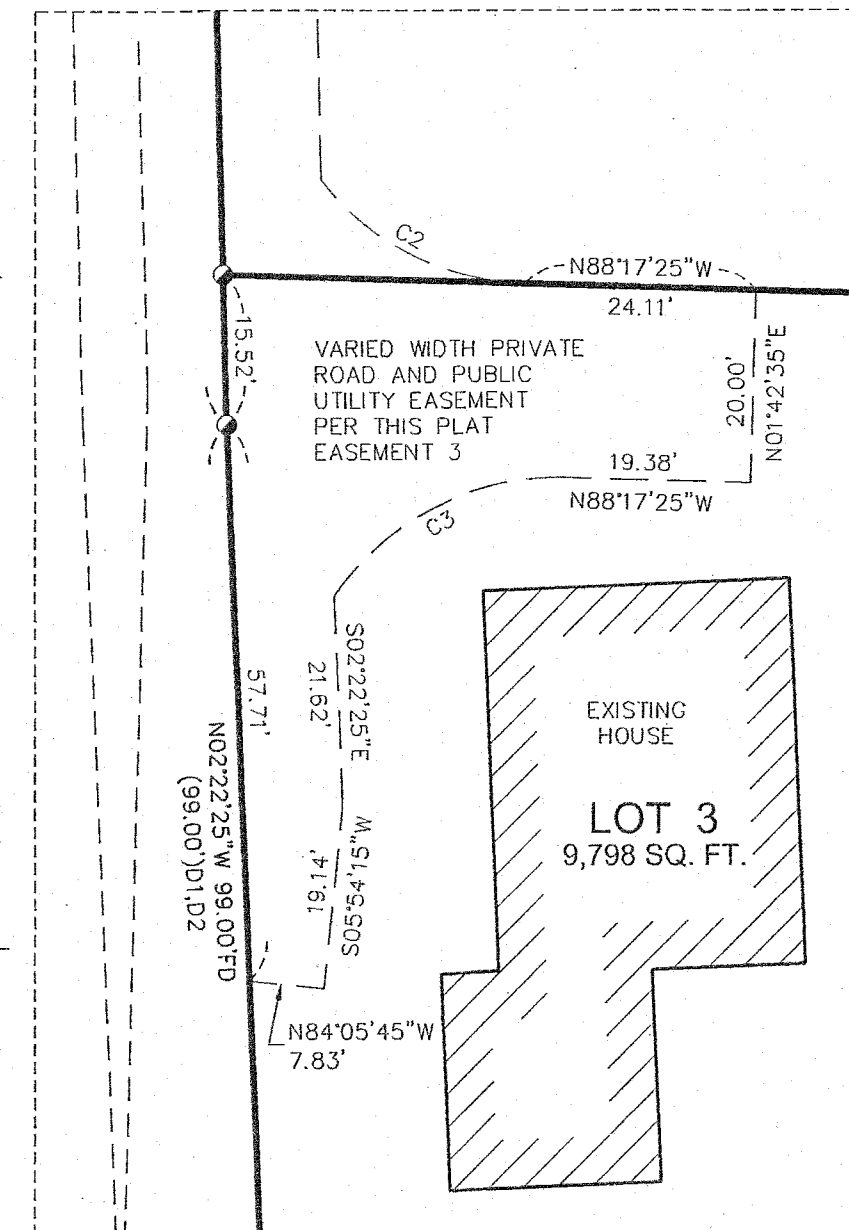 C2
N88°17'25"W
24.11'
15.52'
VARIED WIDTH PRIVATE
ROAD AND PUBLIC
UTILITY EASEMENT
PER THIS PLAT
EASEMENT 3
20.00'
N01°42'35"E
19.38'
N88°17'25"W
C3
S02°22'25"E
21.62'
57.71'
N02°22'25"W 99.00'FD
(99.00')D1,D2
EXISTING
HOUSE
LOT 3
9,798 SQ. FT.
19.14'
S05°54'15"W
N84°05'45"W
7.83'